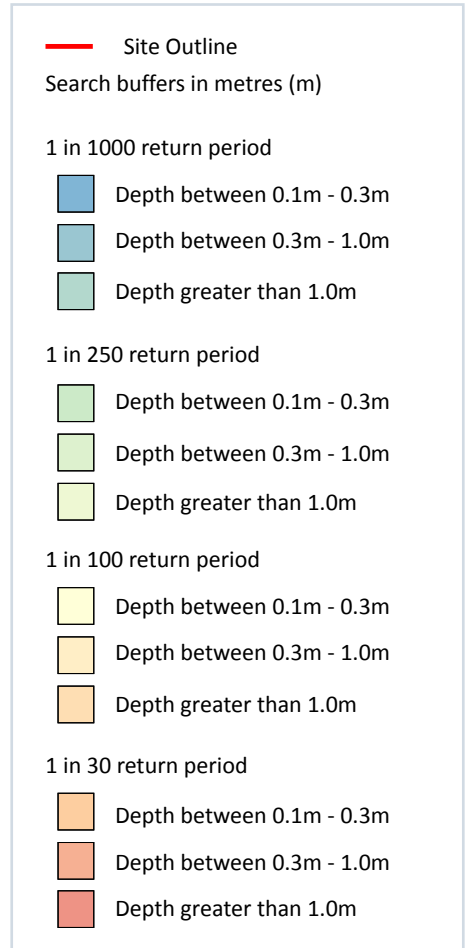 Site Outline
Search buffers in metres (m)
1 in 1000 return period
Depth between 0.1m - 0.3m
Depth between 0.3m - 1.0m
Depth greater than 1.0m
1 in 250 return period
Depth between 0.1m - 0.3m
Depth between 0.3m - 1.0m
Depth greater than 1.0m
1 in 100 return period
Depth between 0.1m - 0.3m
Depth between 0.3m - 1.0m
Depth greater than 1.0m
1 in 30 return period
Depth between 0.1m - 0.3m
Depth between 0.3m - 1.0m
Depth greater than 1.0m